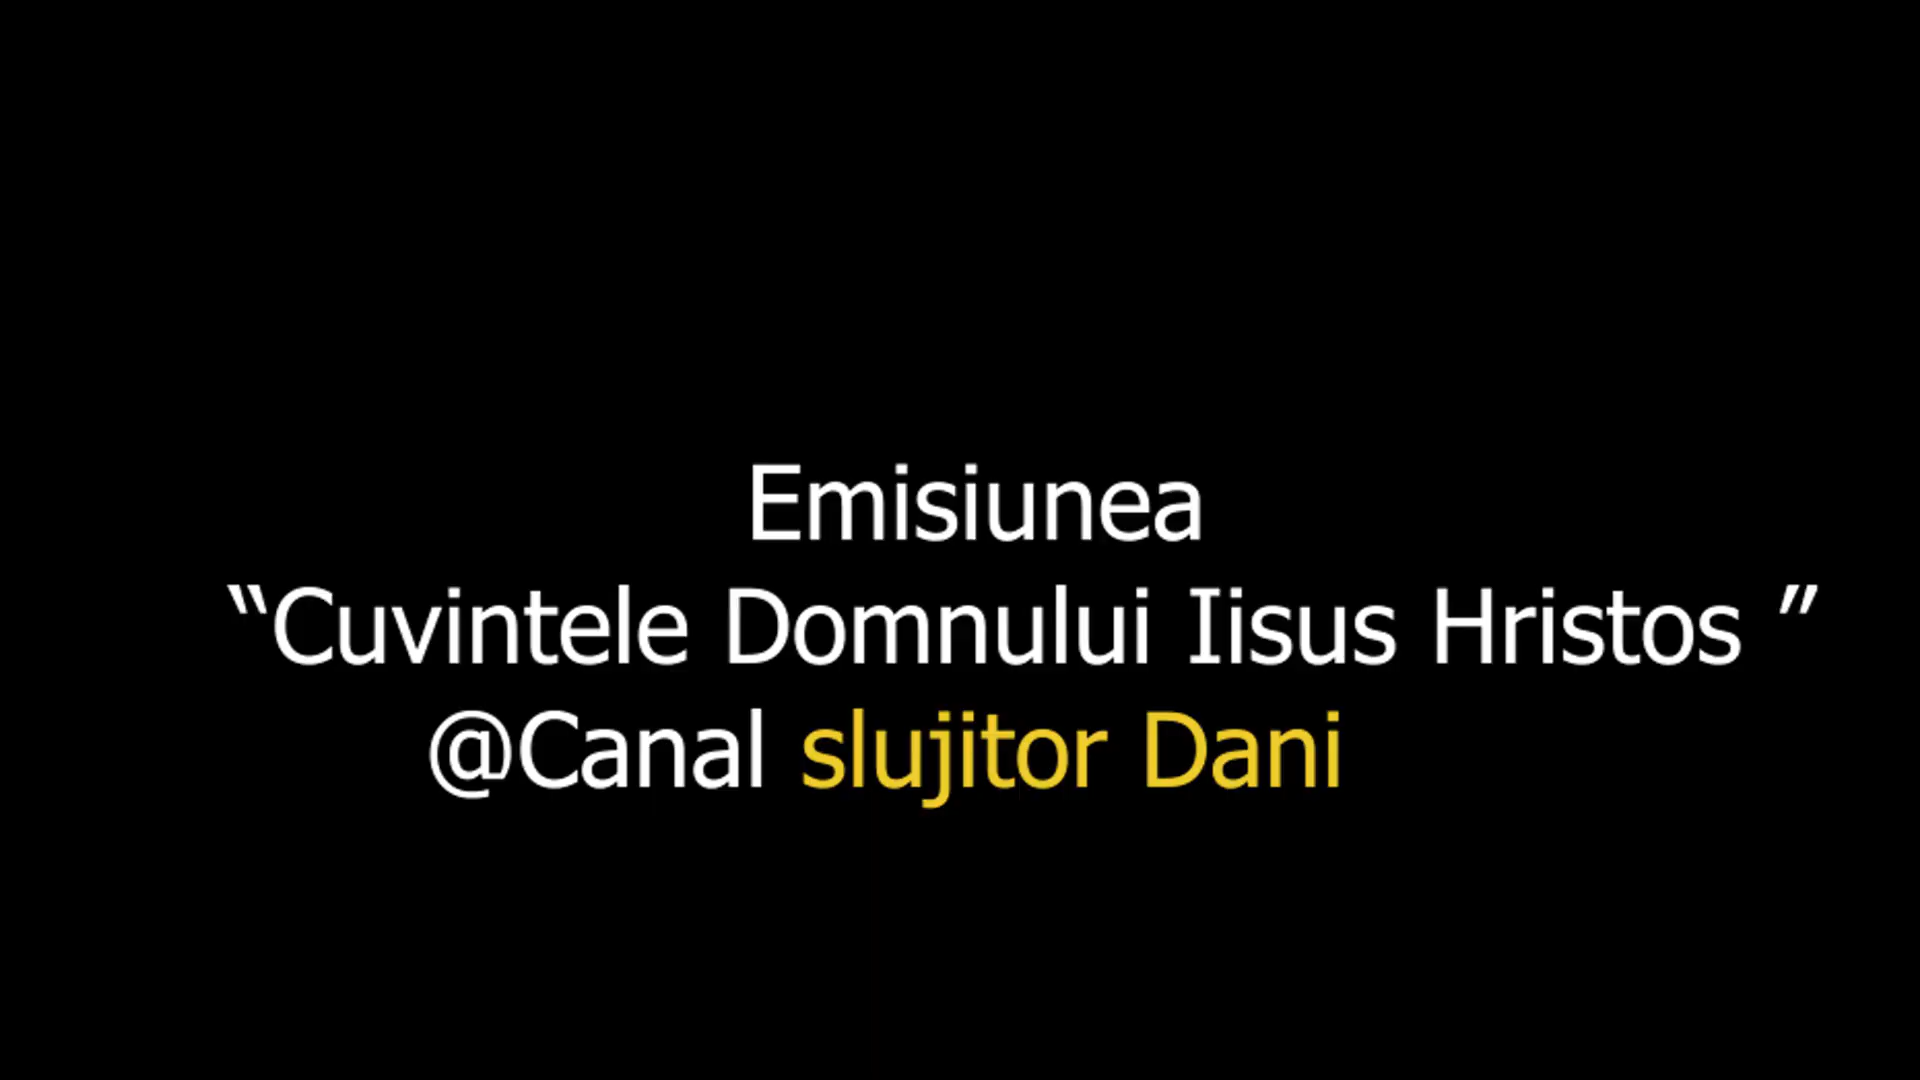 Emisiunea
“Cuvintele Domnului Iisus Hristos ”
@Canal slujitor Dani